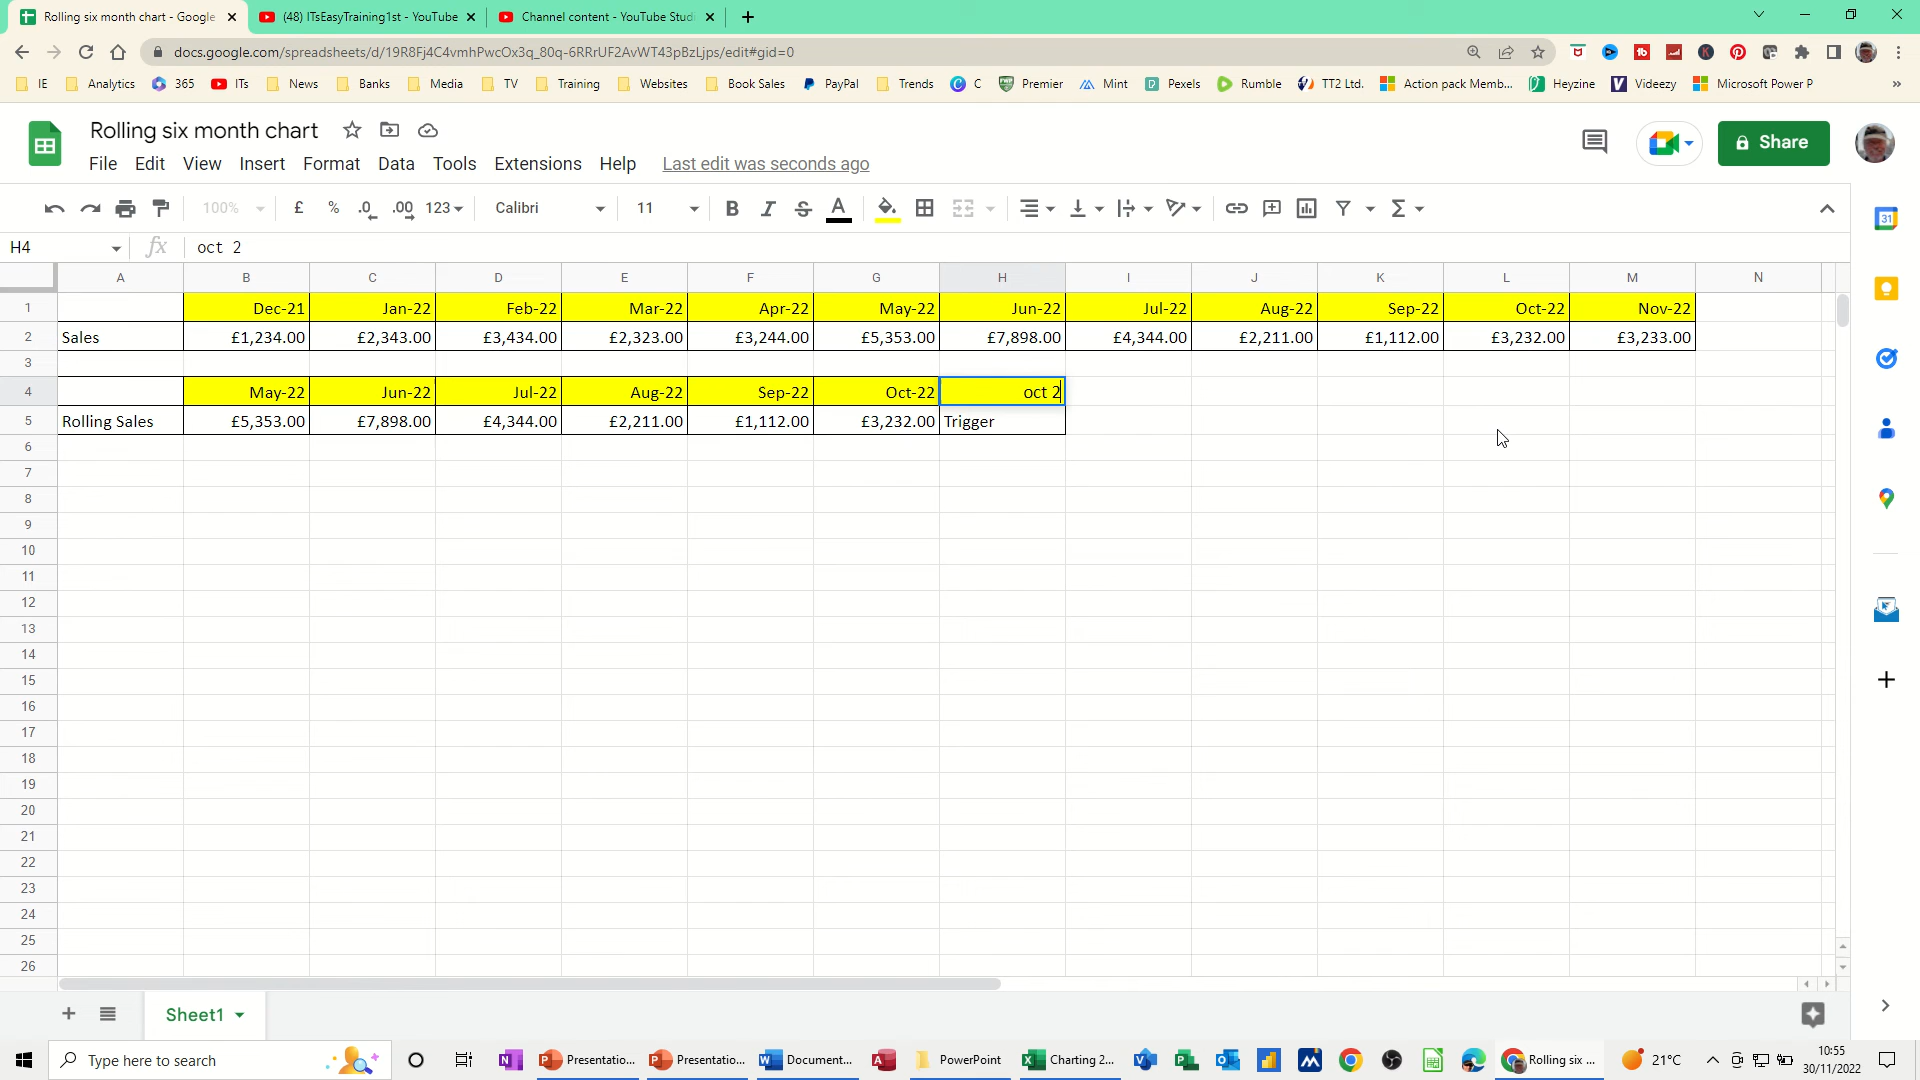 Rolling six month chart - Google
(48) ITsEasyTraining1st - YouTube
Channel content - YouTube Studi
docs.google.com/spreadsheets/d/19R8Fj4C4vmhPwcOx3q_80q-6RRrUF2AvWT43pBzLjps/edit#gid=0
IE Analytics 365 ITs News Banks Media TV Training Websites Book Sales PayPal Trends C Premier Mint Pexels Rumble TT2 Ltd. Action pack Memb... Heyzine Videezy Microsoft Power P »
Rolling six month chart
File Edit View Insert Format Data Tools Extensions Help Last edit was seconds ago
Share
100% £ % .0 .00 123 Calibri 11 B I S A Σ
H4 fx oct 2
A B C D E F G H I J K L M N
1 Dec-21 Jan-22 Feb-22 Mar-22 Apr-22 May-22 Jun-22 Jul-22 Aug-22 Sep-22 Oct-22 Nov-22
2 Sales £1,234.00 £2,343.00 £3,434.00 £2,323.00 £3,244.00 £5,353.00 £7,898.00 £4,344.00 £2,211.00 £1,112.00 £3,232.00 £3,233.00
3
4 May-22 Jun-22 Jul-22 Aug-22 Sep-22 Oct-22 oct 2
5 Rolling Sales £5,353.00 £7,898.00 £4,344.00 £2,211.00 £1,112.00 £3,232.00 Trigger
6
7
8
9
10
11
12
13
14
15
16
17
18
19
20
21
22
23
24
25
26
Sheet1
Type here to search
Presentatio...
Presentatio...
Document...
PowerPoint
Charting 2...
Rolling six ...
21°C
10:55
30/11/2022